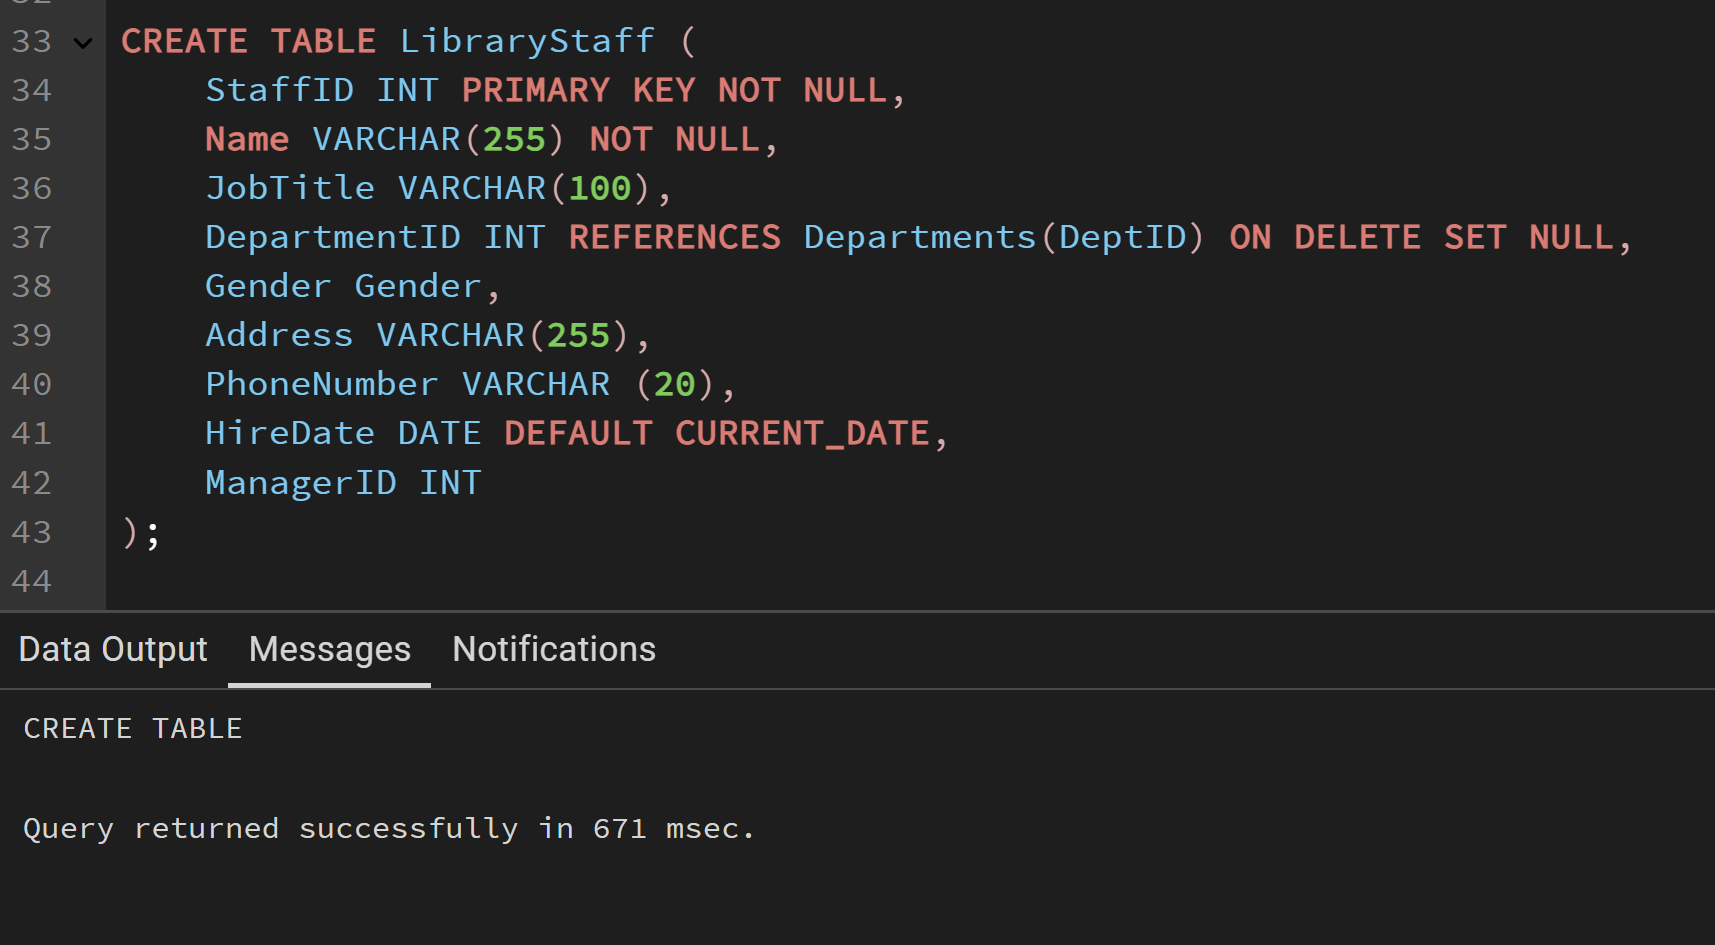 33 CREATE TABLE LibraryStaff (
34 StaffID INT PRIMARY KEY NOT NULL,
35 Name VARCHAR(255) NOT NULL,
36 JobTitle VARCHAR(100),
37 DepartmentID INT REFERENCES Departments(DeptID) ON DELETE SET NULL,
38 Gender Gender,
39 Address VARCHAR(255),
40 PhoneNumber VARCHAR (20),
41 HireDate DATE DEFAULT CURRENT_DATE,
42 ManagerID INT
43 );
44
Data Output Messages Notifications
CREATE TABLE
Query returned successfully in 671 msec.